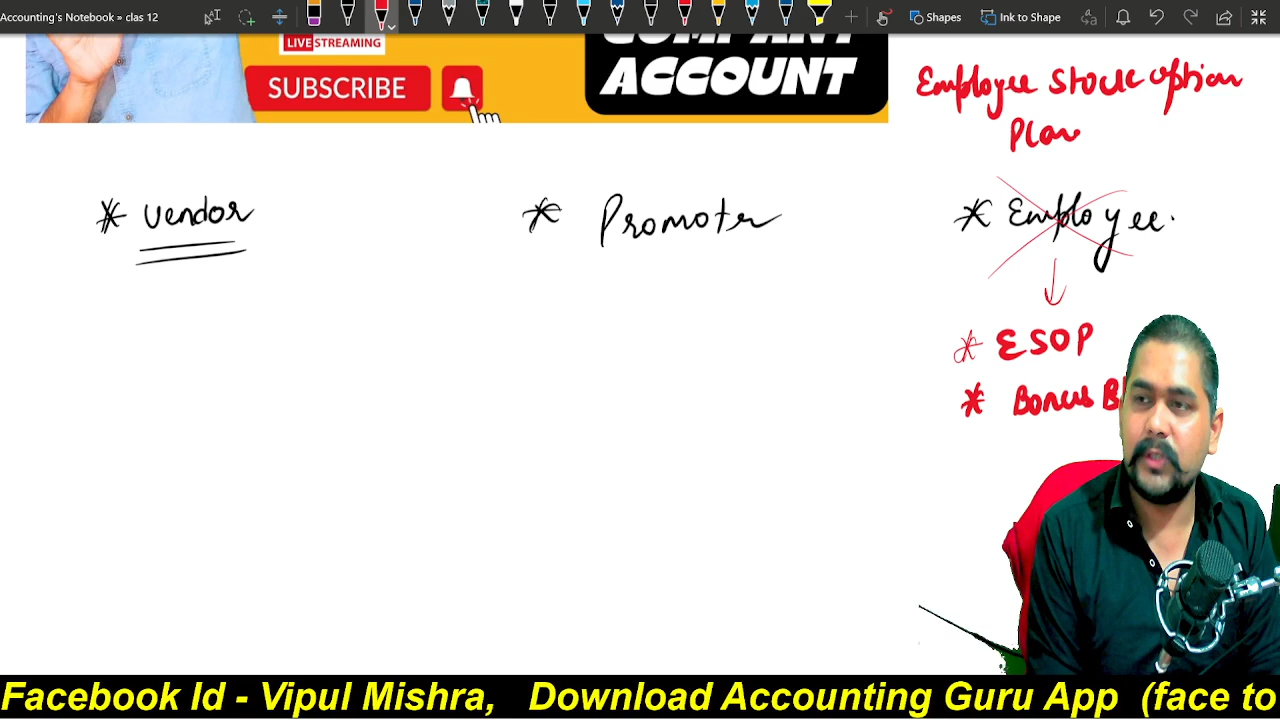 Accounting's Notebook » clas 12
Shapes
Ink to Shape
LIVE STREAMING
SUBSCRIBE
COMPANY
ACCOUNT
Employee Stock option
Plan
* Vendor
* Promoter
* Employee.
* ESOP
* Bonus
Facebook Id - Vipul Mishra, Download Accounting Guru App (face to